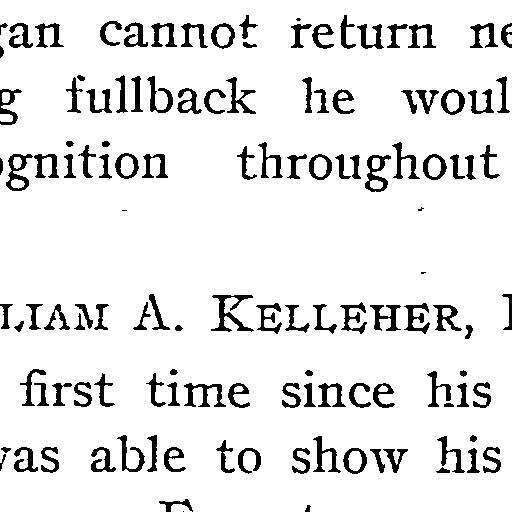 gan cannot return ne
g fullback he woul
ognition throughout
LIAM A. KELLEHER,
first time since his
was able to show his